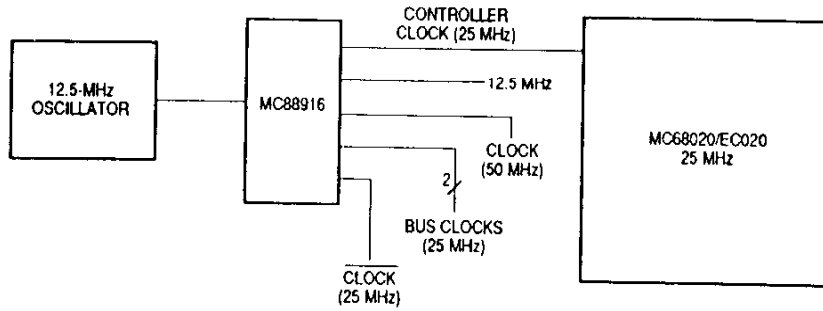 CONTROLLER
CLOCK (25 MHz)
12.5-MHz
OSCILLATOR
MC88916
12.5 MHz
MC68020/EC020
25 MHz
CLOCK
(50 MHz)
2
BUS CLOCKS
(25 MHz)
CLOCK
(25 MHz)